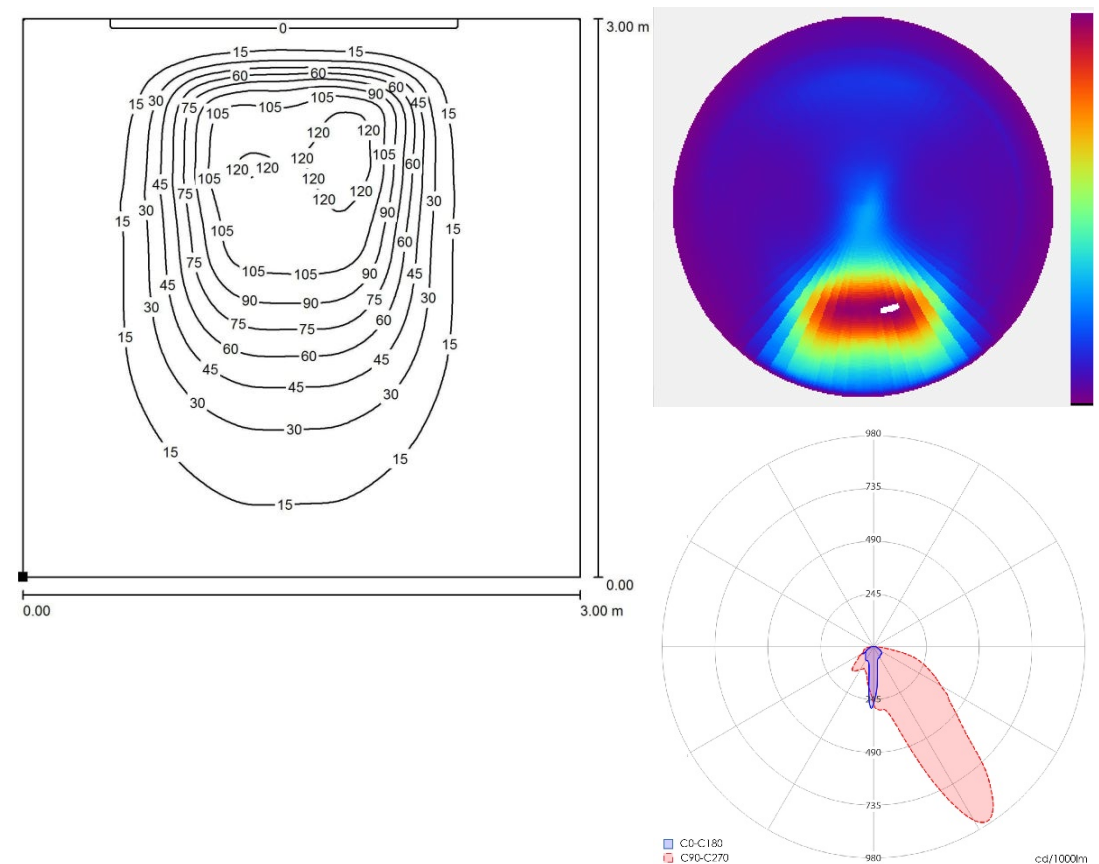 0
3.00 m
15 15
60 60
15 30 60 45 15
75 105 105 90
105
120 120
120 120 120 105 60
105 45 75 120 120 30
15 30 120 90 15
60
75 105 105 90 45
45 90 90 75 30
30 75 75 60
15 60 60 45 15
45 45
30 30 30
15 15
15
0.00
0.00 3.00 m
980
735
490
245
245
490
735
980
C0-C180
C90-C270
cd/1000lm